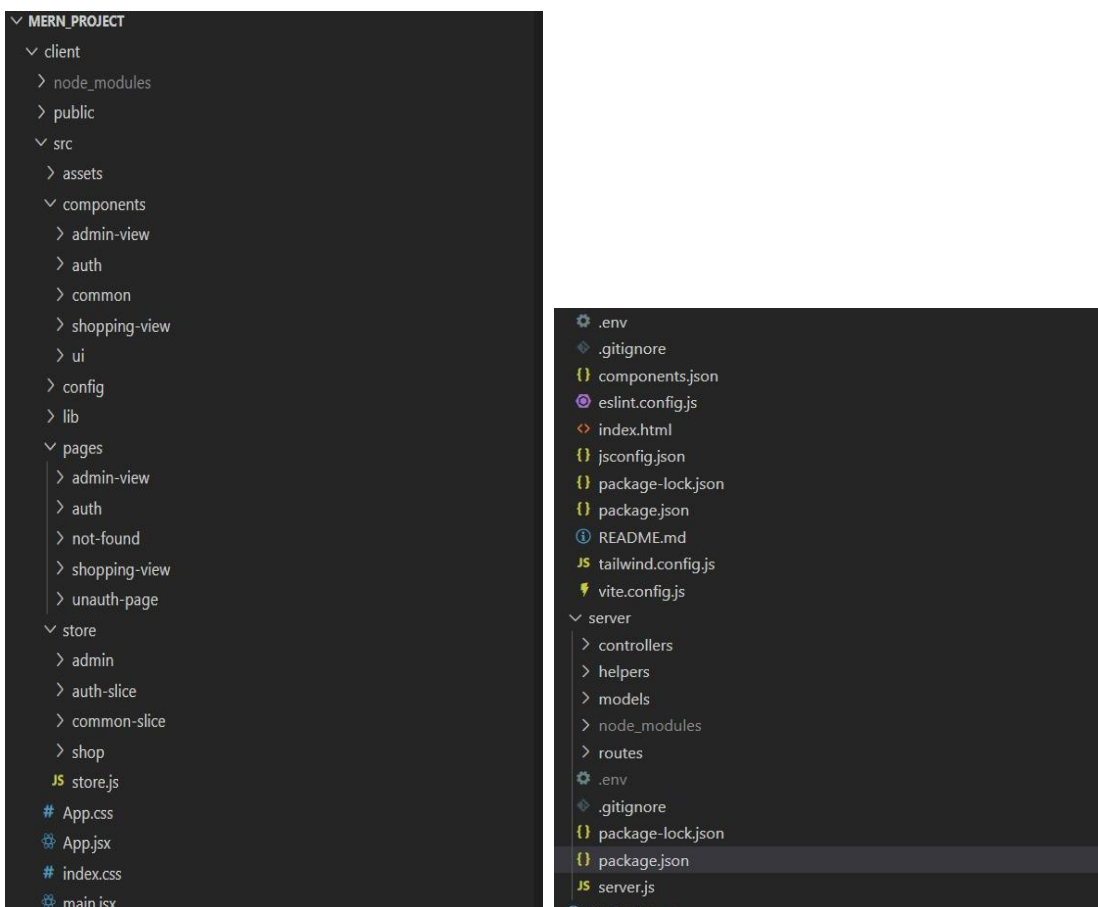 MERN_PROJECT
client
node_modules
public
src
assets
components
admin-view
auth
common
shopping-view
ui
config
lib
pages
admin-view
auth
not-found
shopping-view
unauth-page
store
admin
auth-slice
common-slice
shop
JS store.js
# App.css
App.jsx
# index.css
main.jsx
.env
.gitignore
{} components.json
eslint.config.js
<> index.html
{} jsconfig.json
{} package-lock.json
{} package.json
README.md
JS tailwind.config.js
vite.config.js
server
controllers
helpers
models
node_modules
routes
.env
.gitignore
{} package-lock.json
{} package.json
JS server.js